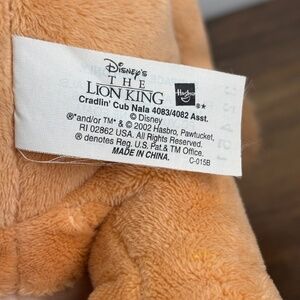 Disney's
THE
LION KING
Hasbro
®*
Cradlin' Cub Nala 4083/4082 Asst.
© Disney
®*and/or TM* & © 2002 Hasbro, Pawtucket,
RI 02862 USA. All Rights Reserved.
® denotes Reg. U.S. Pat.& TM Office.
MADE IN CHINA.
C-015B